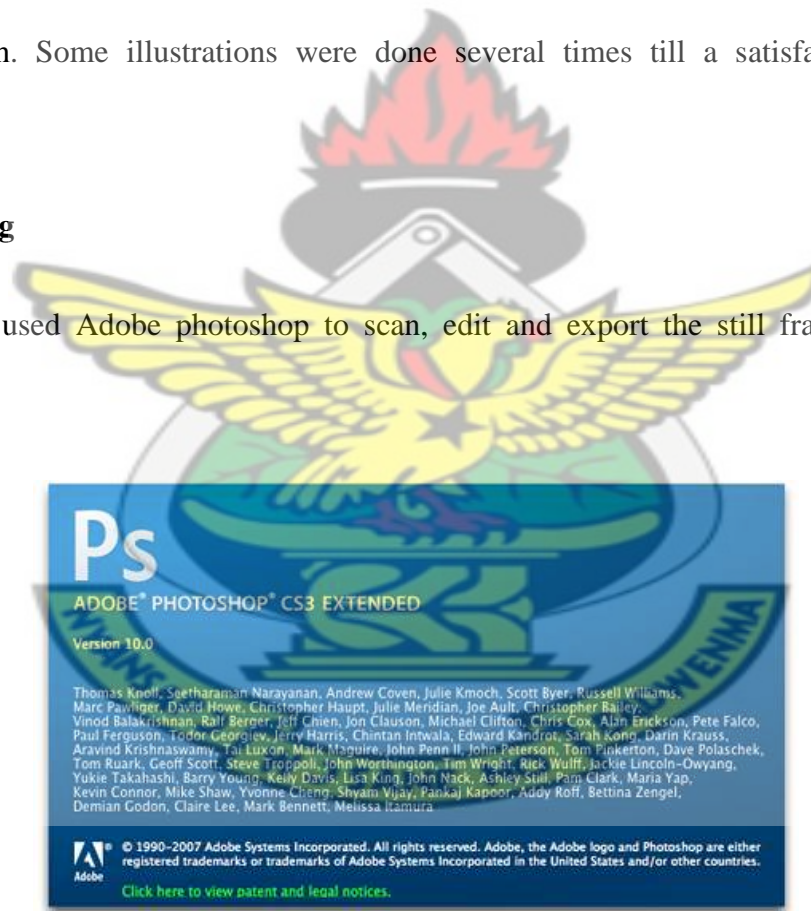 n. Some illustrations were done several times till a satisfa
g
used Adobe photoshop to scan, edit and export the still fra
Ps
ADOBE® PHOTOSHOP® CS3 EXTENDED
Version 10.0
Thomas Knoll, Seetharaman Narayanan, Andrew Coven, Julie Kmoch, Scott Byer, Russell Williams,
Marc Pawliger, David Howe, Christopher Haupt, Julie Meridian, Joe Ault, Christopher Bailey,
Vinod Balakrishnan, Ralf Berger, Jeff Chien, Jon Clauson, Michael Clifton, Chris Cox, Alan Erickson, Pete Falco,
Paul Ferguson, Todor Georgiev, Jerry Harris, Chintan Intwala, Edward Kandrot, Sarah Kong, Darin Krauss,
Aravind Krishnaswamy, Tai Luxon, Mark Maguire, John Penn II, John Peterson, Tom Pinkerton, Dave Polaschek,
Tom Ruark, Geoff Scott, Steve Troppoli, John Worthington, Tim Wright, Rick Wulff, Jackie Lincoln-Owyang,
Yukie Takahashi, Barry Young, Kelly Davis, Lisa King, John Nack, Ashley Still, Pam Clark, Maria Yap,
Kevin Connor, Mike Shaw, Yvonne Cheng, Shyam Vijay, Pankaj Kapoor, Addy Roff, Bettina Zengel,
Demian Godon, Claire Lee, Mark Bennett, Melissa Itamura
Adobe® © 1990-2007 Adobe Systems Incorporated. All rights reserved. Adobe, the Adobe logo and Photoshop are either
registered trademarks or trademarks of Adobe Systems Incorporated in the United States and/or other countries.
Click here to view patent and legal notices.